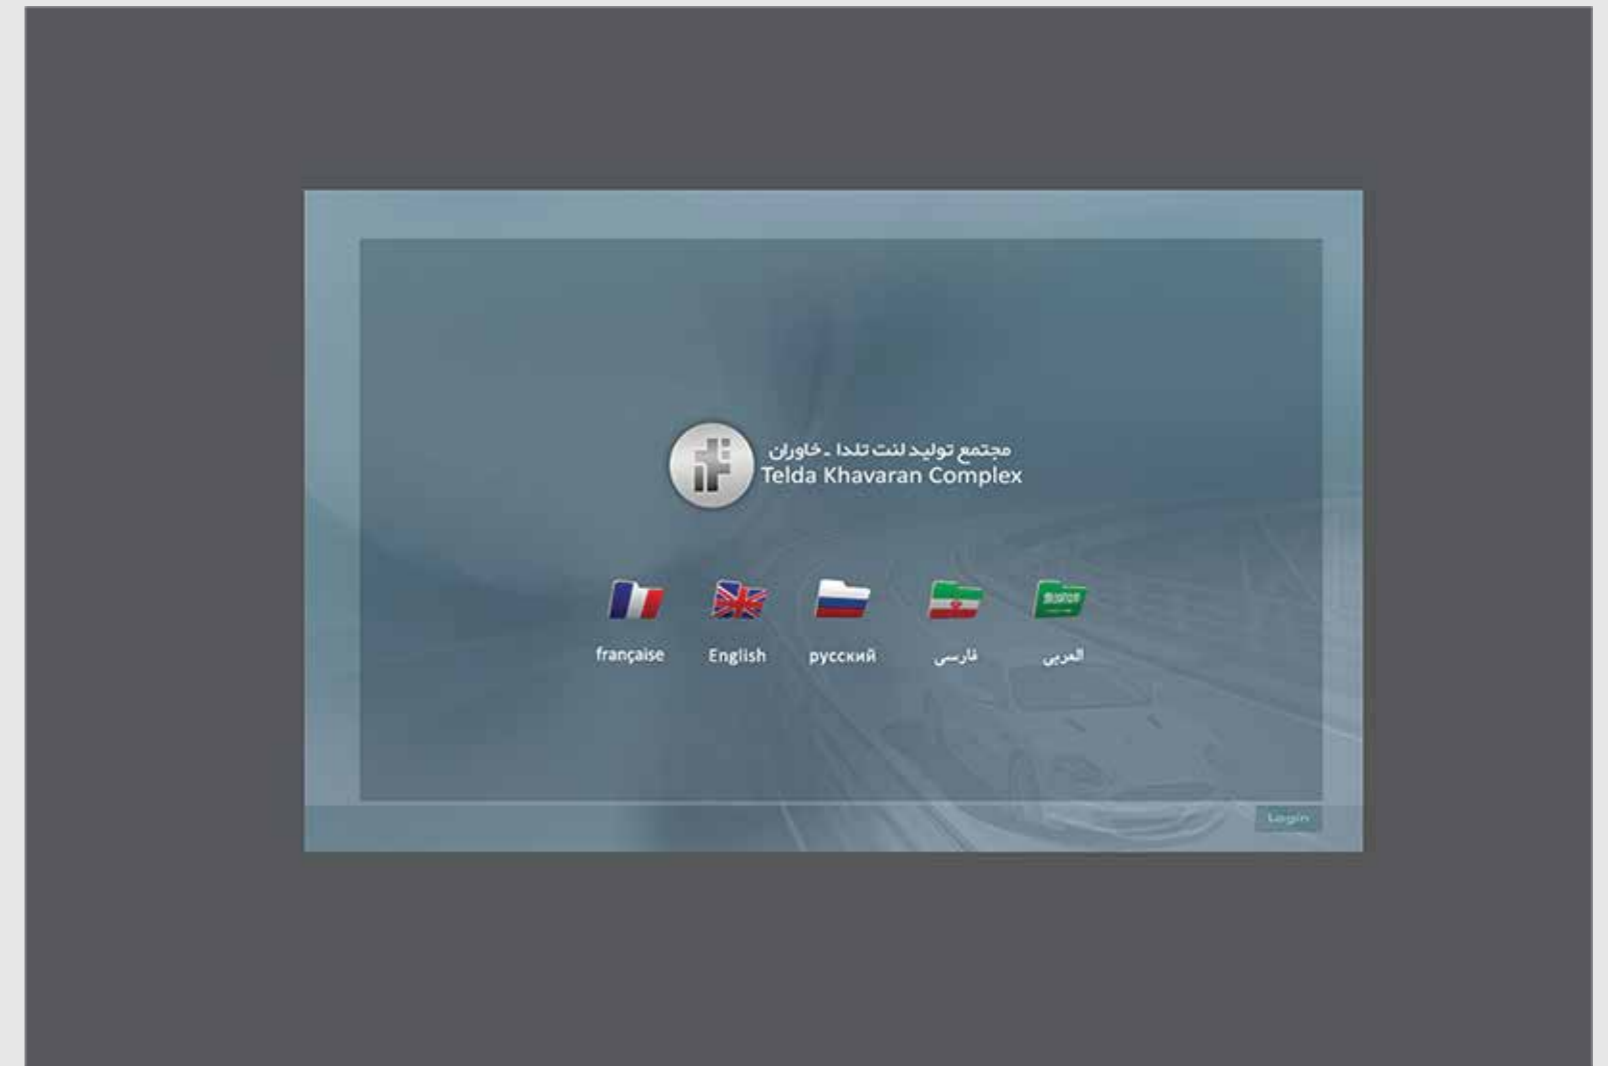 مجتمع تولید لنت تلدا - خاوران
Telda Khavaran Complex
française
English
русский
فارسی
العربی
Login